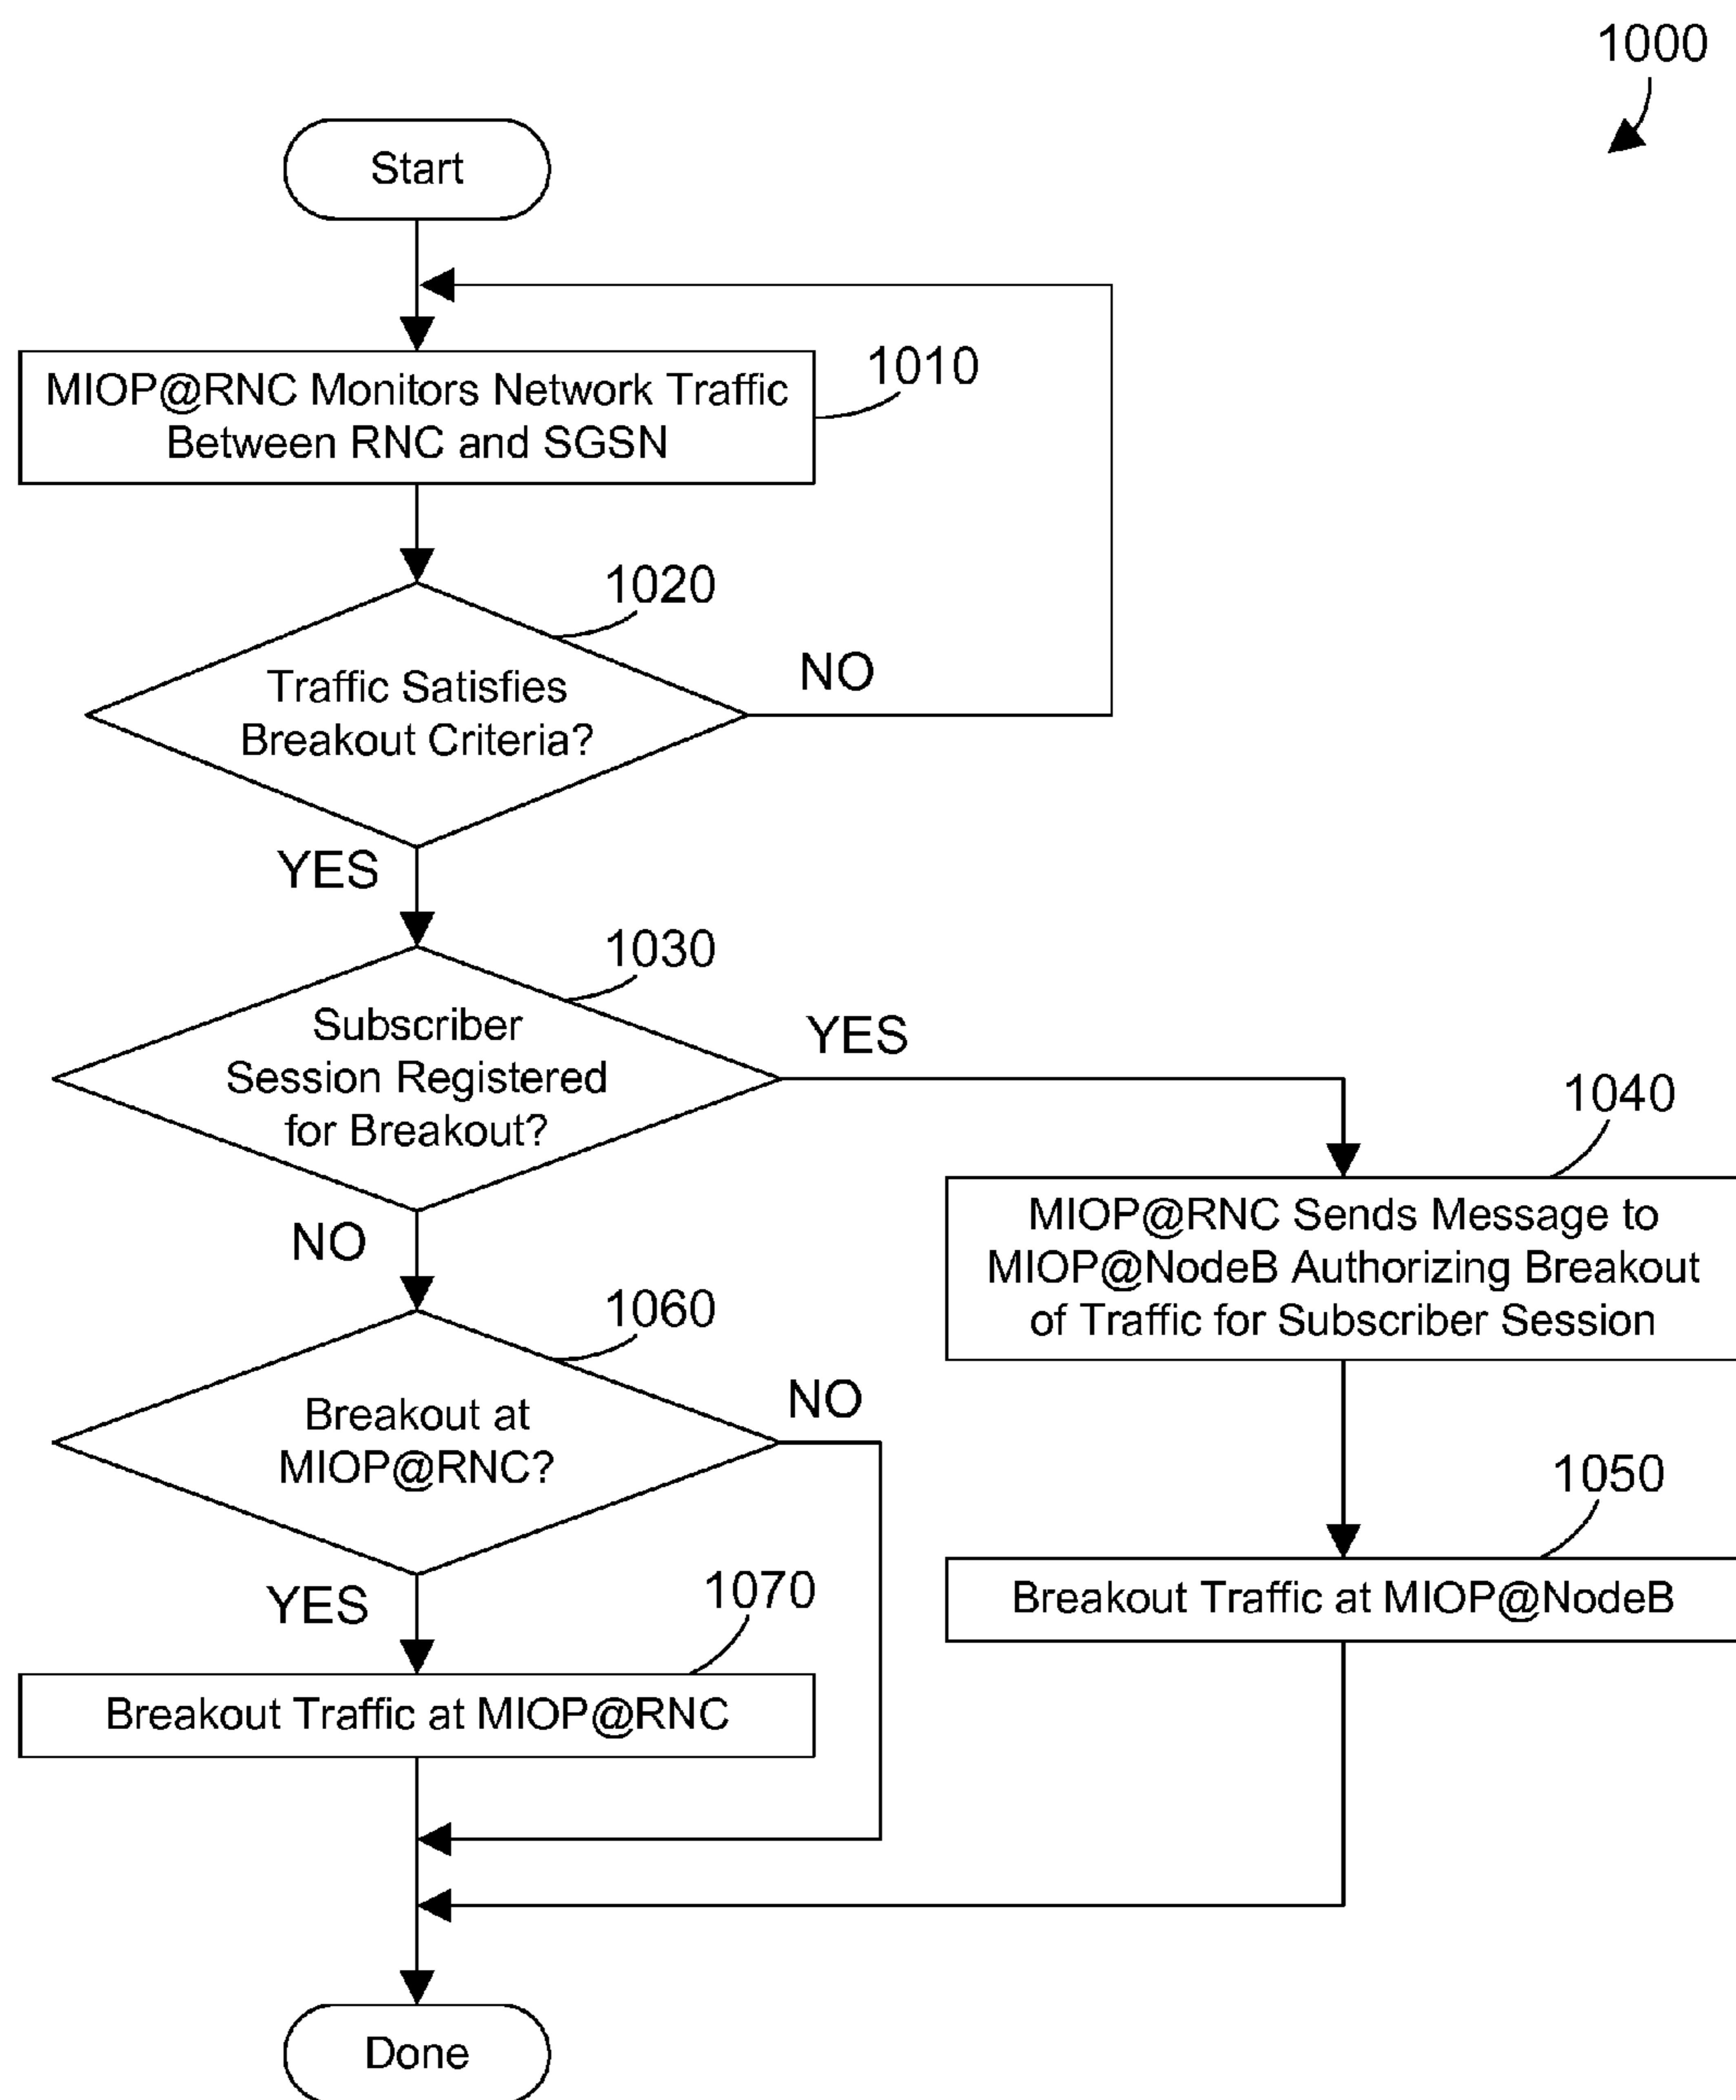 1000
Start
MIOP@RNC Monitors Network Traffic
Between RNC and SGSN
1010
1020
Traffic Satisfies
Breakout Criteria?
NO
YES
1030
Subscriber
Session Registered
for Breakout?
YES
NO
1040
MIOP@RNC Sends Message to
MIOP@NodeB Authorizing Breakout
of Traffic for Subscriber Session
1060
Breakout at
MIOP@RNC?
NO
YES
1050
Breakout Traffic at MIOP@NodeB
1070
Breakout Traffic at MIOP@RNC
Done